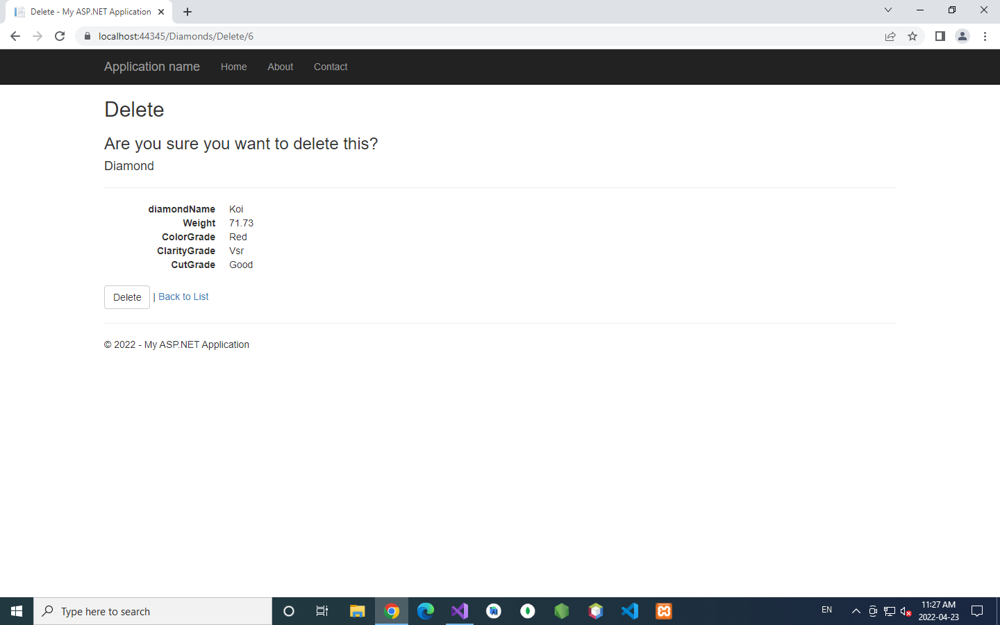 Delete - My ASP.NET Application
localhost:44345/Diamonds/Delete/6
Application name Home About Contact
Delete
Are you sure you want to delete this?
Diamond
diamondName Koi
Weight 71.73
ColorGrade Red
ClarityGrade Vsr
CutGrade Good
Delete | Back to List
© 2022 - My ASP.NET Application
Type here to search
EN
11:27 AM
2022-04-23